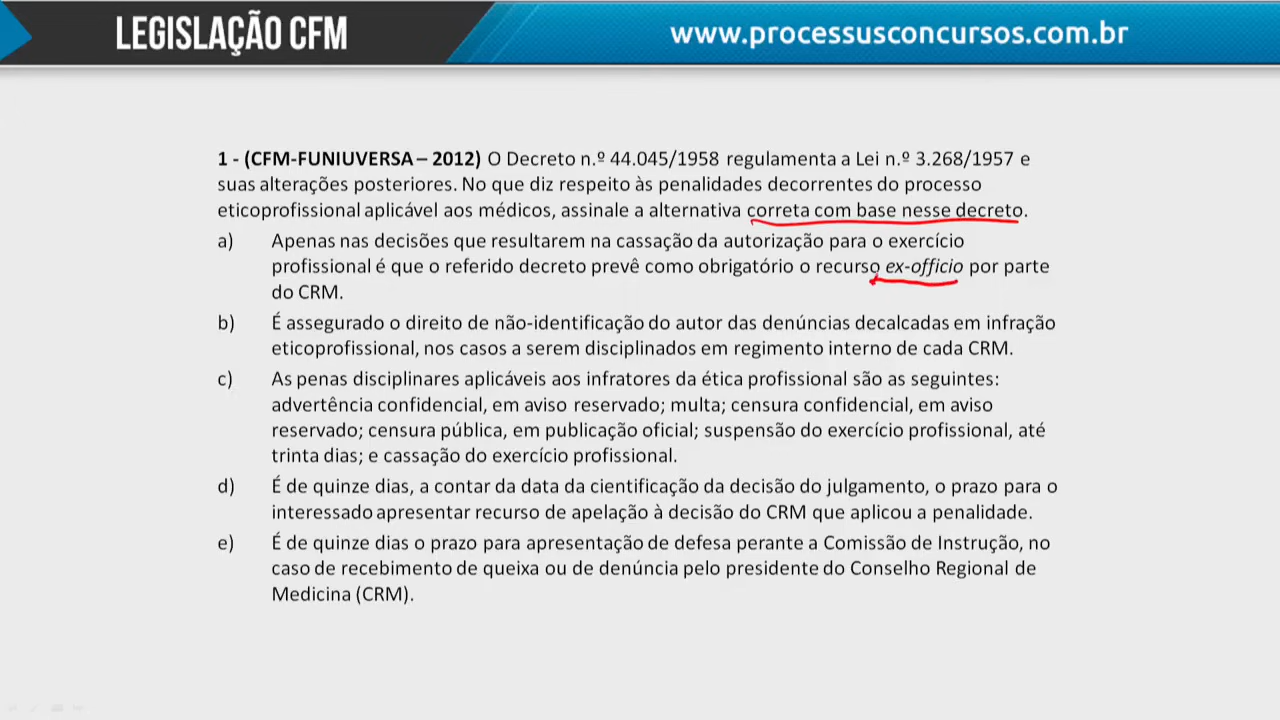 LEGISLAÇÃO CFM
www.processusconcursos.com.br
1 - (CFM-FUNIUVERSA – 2012) O Decreto n.º 44.045/1958 regulamenta a Lei n.º 3.268/1957 e
suas alterações posteriores. No que diz respeito às penalidades decorrentes do processo
eticoprofissional aplicável aos médicos, assinale a alternativa correta com base nesse decreto.
a) Apenas nas decisões que resultarem na cassação da autorização para o exercício
profissional é que o referido decreto prevê como obrigatório o recurso ex-officio por parte
do CRM.
b) É assegurado o direito de não-identificação do autor das denúncias decalcadas em infração
eticoprofissional, nos casos a serem disciplinados em regimento interno de cada CRM.
c) As penas disciplinares aplicáveis aos infratores da ética profissional são as seguintes:
advertência confidencial, em aviso reservado; multa; censura confidencial, em aviso
reservado; censura pública, em publicação oficial; suspensão do exercício profissional, até
trinta dias; e cassação do exercício profissional.
d) É de quinze dias, a contar da data da cientificação da decisão do julgamento, o prazo para o
interessado apresentar recurso de apelação à decisão do CRM que aplicou a penalidade.
e) É de quinze dias o prazo para apresentação de defesa perante a Comissão de Instrução, no
caso de recebimento de queixa ou de denúncia pelo presidente do Conselho Regional de
Medicina (CRM).